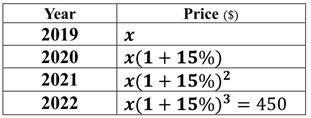 Year Price ($)
2019 x
2020 x(1 + 15%)
2021 x(1 + 15%)²
2022 x(1 + 15%)³ = 450